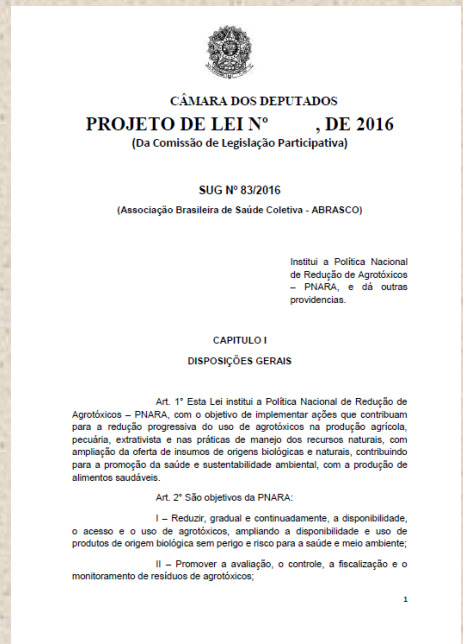 CÂMARA DOS DEPUTADOS
PROJETO DE LEI Nº , DE 2016
(Da Comissão de Legislação Participativa)
SUG Nº 83/2016
(Associação Brasileira de Saúde Coletiva - ABRASCO)
Institui a Política Nacional
de Redução de Agrotóxicos
– PNARA, e dá outras
providencias.
CAPITULO I
DISPOSIÇÕES GERAIS
Art. 1° Esta Lei institui a Política Nacional de Redução de
Agrotóxicos – PNARA, com o objetivo de implementar ações que contribuam
para a redução progressiva do uso de agrotóxicos na produção agrícola,
pecuária, extrativista e nas práticas de manejo dos recursos naturais, com
ampliação da oferta de insumos de origens biológicas e naturais, contribuindo
para a promoção da saúde e sustentabilidade ambiental, com a produção de
alimentos saudáveis.
Art. 2° São objetivos da PNARA:
I – Reduzir, gradual e continuadamente, a disponibilidade,
o acesso e o uso de agrotóxicos, ampliando a disponibilidade e uso de
produtos de origem biológica sem perigo e risco para a saúde e meio ambiente;
II – Promover a avaliação, o controle, a fiscalização e o
monitoramento de resíduos de agrotóxicos;
1